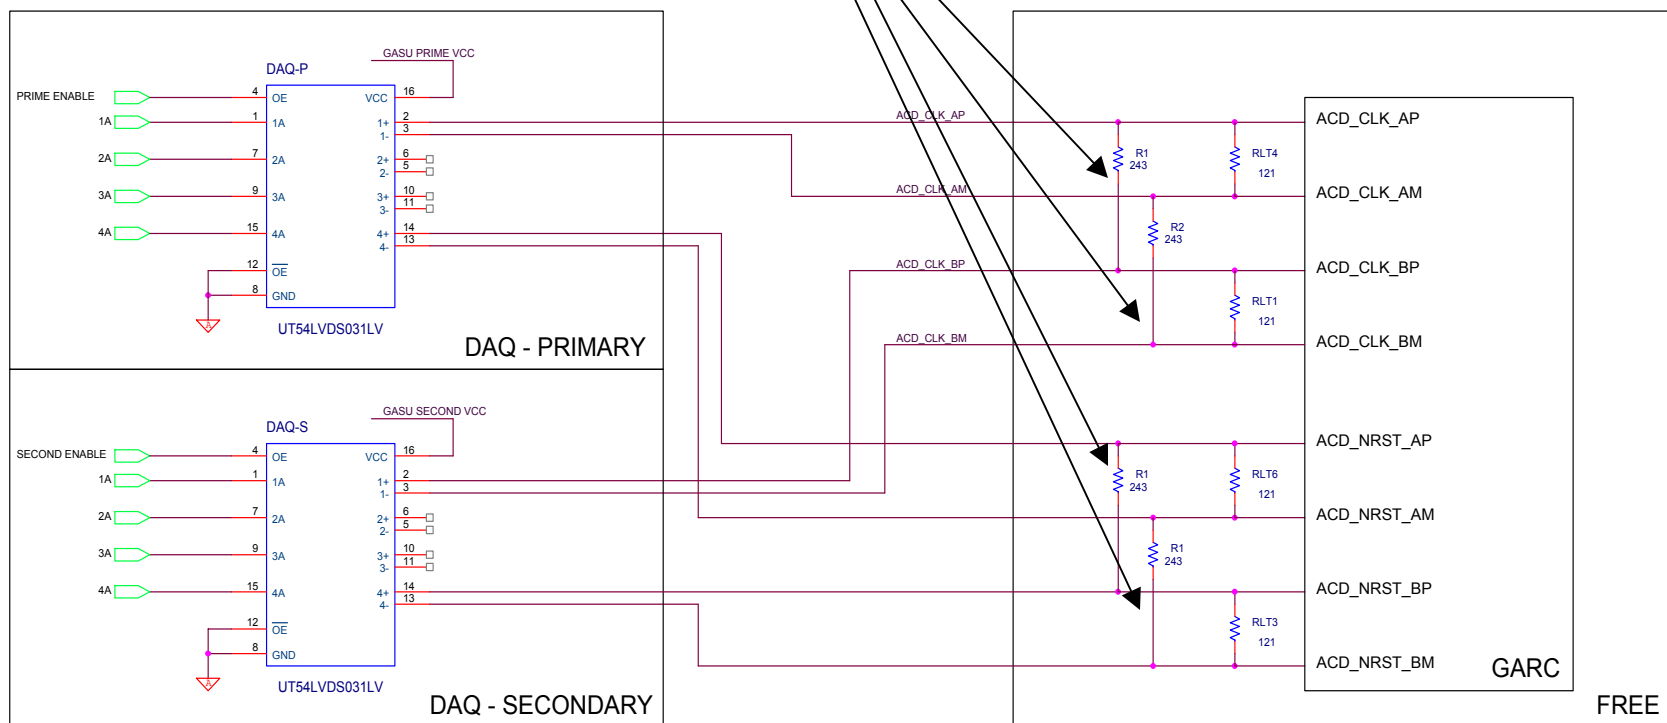 GASU PRIME VCC
DAQ-P
PRIME ENABLE
4 OE VCC 16
1A 1 1A 1+ 2
1- 3
2A 7 2A 2+ 6
2- 5
3A 9 3A 3+ 10
3- 11
4A 15 4A 4+ 14
4- 13
12 OE
8 GND
A
UT54LVDS031LV
DAQ - PRIMARY
GASU SECOND VCC
DAQ-S
SECOND ENABLE
4 OE VCC 16
1A 1 1A 1+ 2
1- 3
2A 7 2A 2+ 6
2- 5
3A 9 3A 3+ 10
3- 11
4A 15 4A 4+ 14
4- 13
12 OE
8 GND
A
UT54LVDS031LV
DAQ - SECONDARY
ACD_CLK_AP
ACD_CLK_AM
ACD_CLK_BP
ACD_CLK_BM
R1
243
RLT4
121
R2
243
RLT1
121
R1
243
RLT6
121
R1
243
RLT3
121
ACD_CLK_AP
ACD_CLK_AM
ACD_CLK_BP
ACD_CLK_BM
ACD_NRST_AP
ACD_NRST_AM
ACD_NRST_BP
ACD_NRST_BM
GARC
FREE